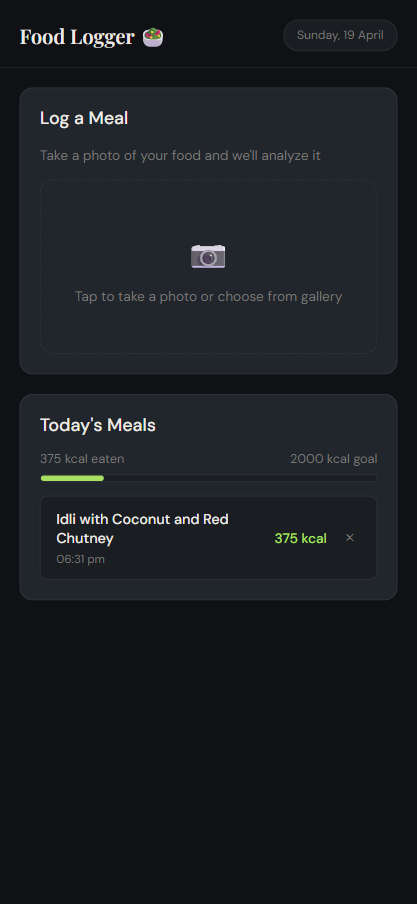 Food Logger 🥗
Sunday, 19 April
Log a Meal
Take a photo of your food and we'll analyze it
Tap to take a photo or choose from gallery
Today's Meals
375 kcal eaten
2000 kcal goal
Idli with Coconut and Red
Chutney
375 kcal ×
06:31 pm